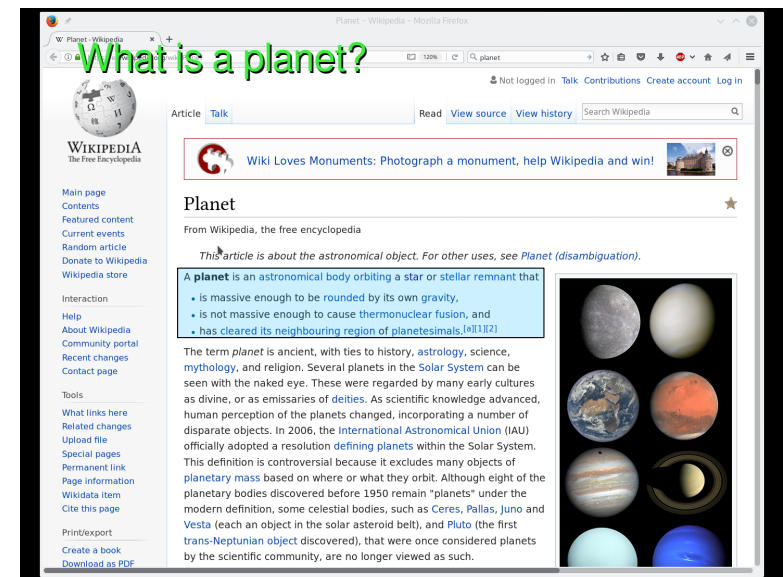 Planet - Wikipedia - Mozilla Firefox
W Planet - Wikipedia × +
What is a planet?
120% planet
Not logged in Talk Contributions Create account Log in
Article Talk Read View source View history Search Wikipedia
WIKIPEDIA
The Free Encyclopedia
Wiki Loves Monuments: Photograph a monument, help Wikipedia and win!
Main page
Contents
Featured content
Current events
Random article
Donate to Wikipedia
Wikipedia store
Interaction
Help
About Wikipedia
Community portal
Recent changes
Contact page
Tools
What links here
Related changes
Upload file
Special pages
Permanent link
Page information
Wikidata item
Cite this page
Print/export
Create a book
Download as PDF
Planet
From Wikipedia, the free encyclopedia
This article is about the astronomical object. For other uses, see Planet (disambiguation).
A planet is an astronomical body orbiting a star or stellar remnant that
• is massive enough to be rounded by its own gravity,
• is not massive enough to cause thermonuclear fusion, and
• has cleared its neighbouring region of planetesimals.[a][1][2]
The term planet is ancient, with ties to history, astrology, science,
mythology, and religion. Several planets in the Solar System can be
seen with the naked eye. These were regarded by many early cultures
as divine, or as emissaries of deities. As scientific knowledge advanced,
human perception of the planets changed, incorporating a number of
disparate objects. In 2006, the International Astronomical Union (IAU)
officially adopted a resolution defining planets within the Solar System.
This definition is controversial because it excludes many objects of
planetary mass based on where or what they orbit. Although eight of the
planetary bodies discovered before 1950 remain "planets" under the
modern definition, some celestial bodies, such as Ceres, Pallas, Juno and
Vesta (each an object in the solar asteroid belt), and Pluto (the first
trans-Neptunian object discovered), that were once considered planets
by the scientific community, are no longer viewed as such.